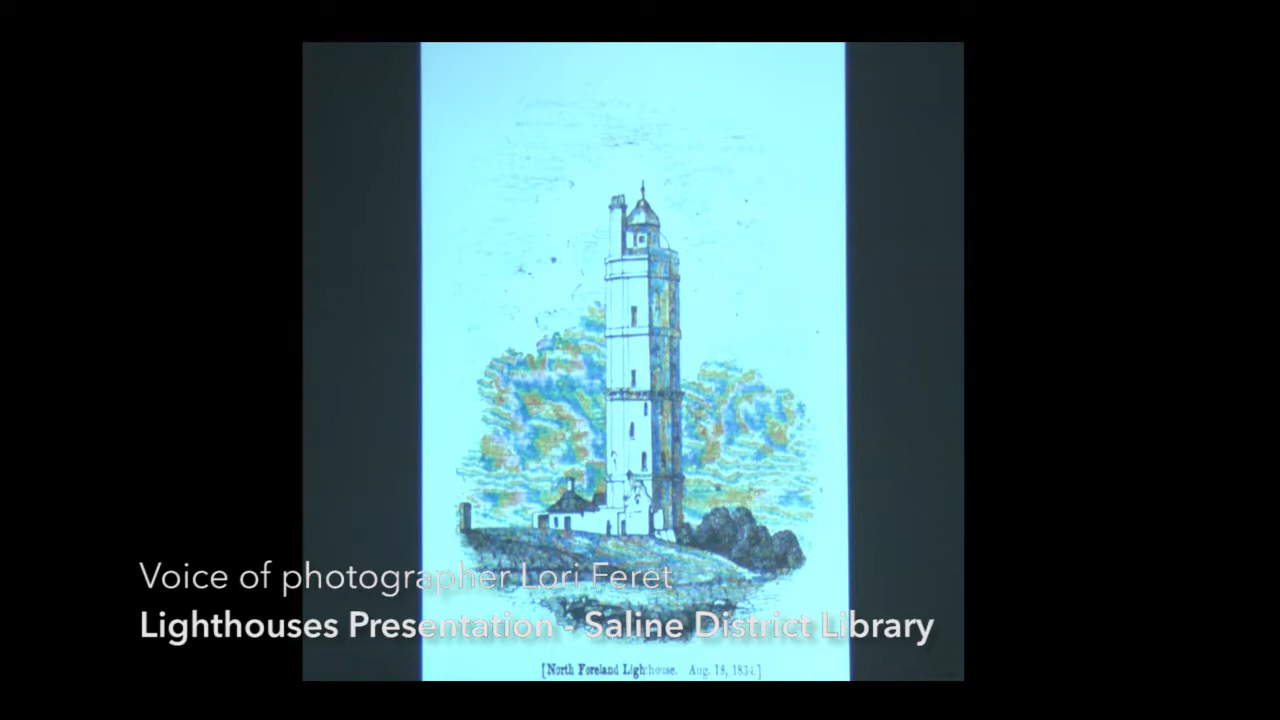 Voice of photographer Lori Feret
Lighthouses Presentation - Saline District Library
[North Foreland Lighthouse. Aug. 18, 1834.]